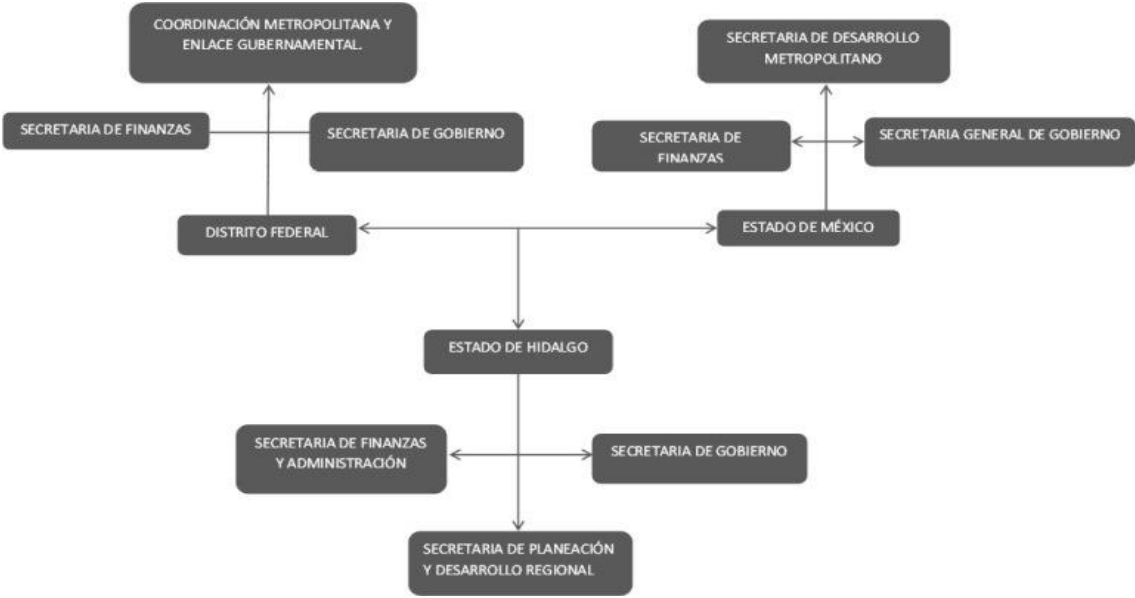 COORDINACIÓN METROPOLITANA Y
ENLACE GUBERNAMENTAL.
SECRETARIA DE DESARROLLO
METROPOLITANO
SECRETARIA DE FINANZAS
SECRETARIA DE GOBIERNO
SECRETARIA DE
FINANZAS
SECRETARIA GENERAL DE GOBIERNO
DISTRITO FEDERAL
ESTADO DE MÉXICO
ESTADO DE HIDALGO
SECRETARIA DE FINANZAS
Y ADMINISTRACIÓN
SECRETARIA DE GOBIERNO
SECRETARIA DE PLANEACIÓN
Y DESARROLLO REGIONAL